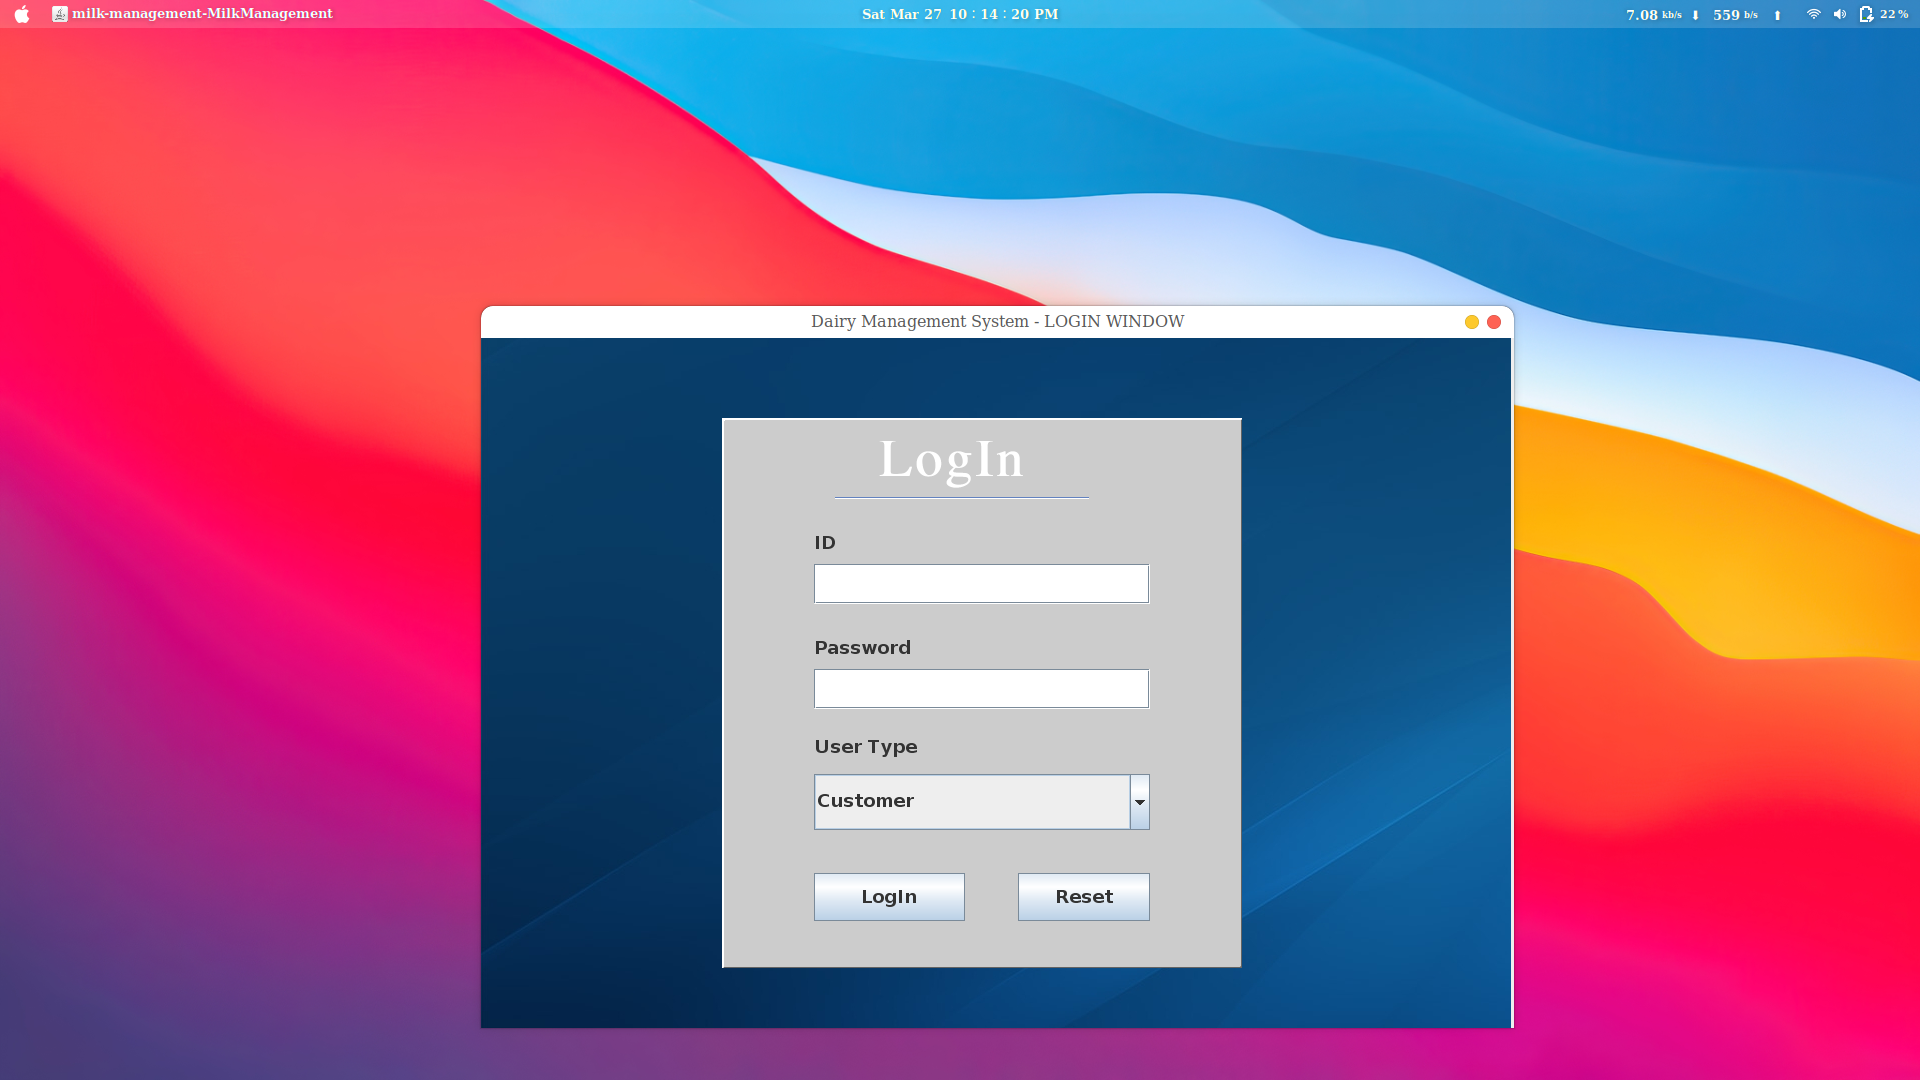 milk-management-MilkManagement
Sat Mar 27 10 : 14 : 20 PM
7.08 kb/s ⬇ 559 b/s ⬆ 22 %
Dairy Management System - LOGIN WINDOW
LogIn
ID
Password
User Type
Customer
LogIn Reset